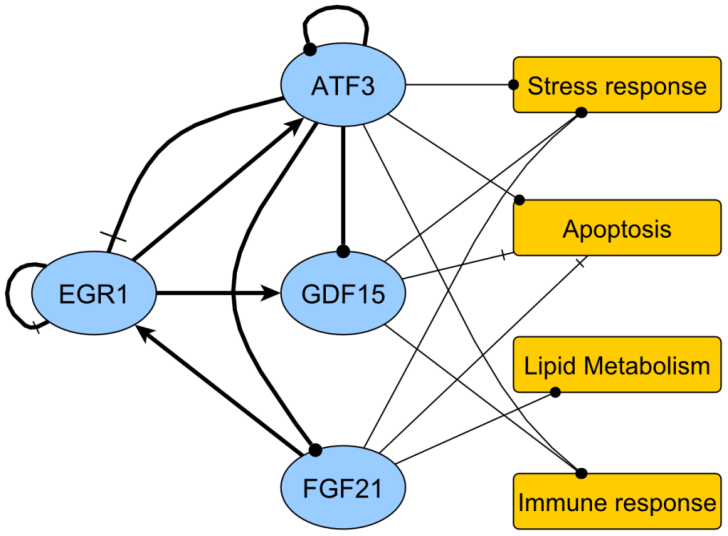 ATF3
Stress response
Apoptosis
EGR1
GDF15
Lipid Metabolism
FGF21
Immune response